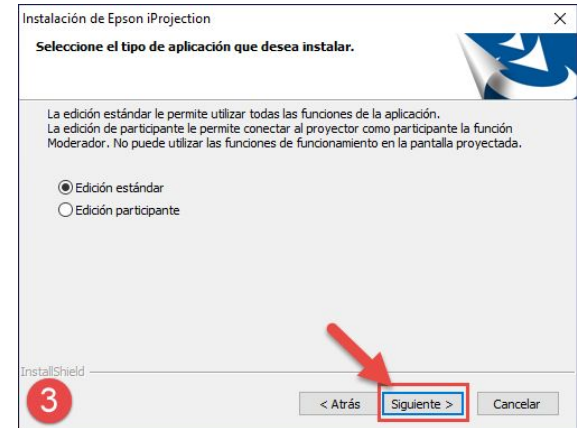 Instalación de Epson iProjection
Seleccione el tipo de aplicación que desea instalar.
La edición estándar le permite utilizar todas las funciones de la aplicación.
La edición de participante le permite conectar al proyector como participante la función
Moderador. No puede utilizar las funciones de funcionamiento en la pantalla proyectada.
Edición estándar
Edición participante
InstallShield
3
< Atrás Siguiente > Cancelar